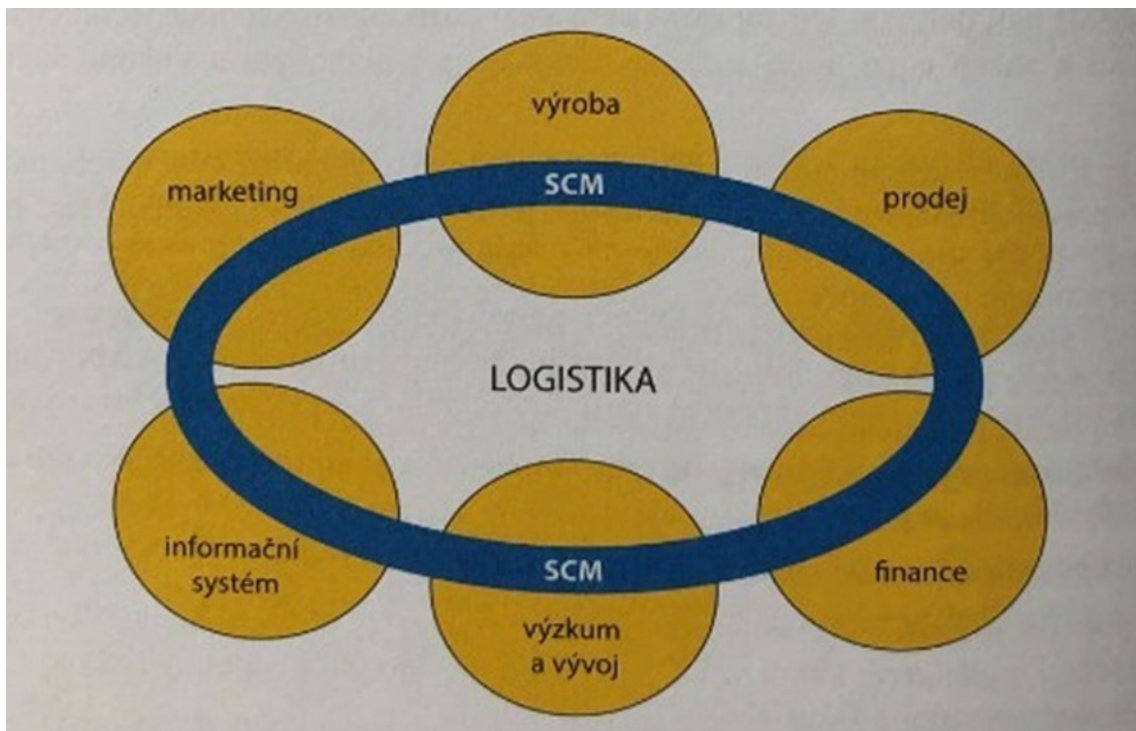 výroba
marketing
SCM
prodej
LOGISTIKA
informační
systém
SCM
finance
výzkum
a vývoj